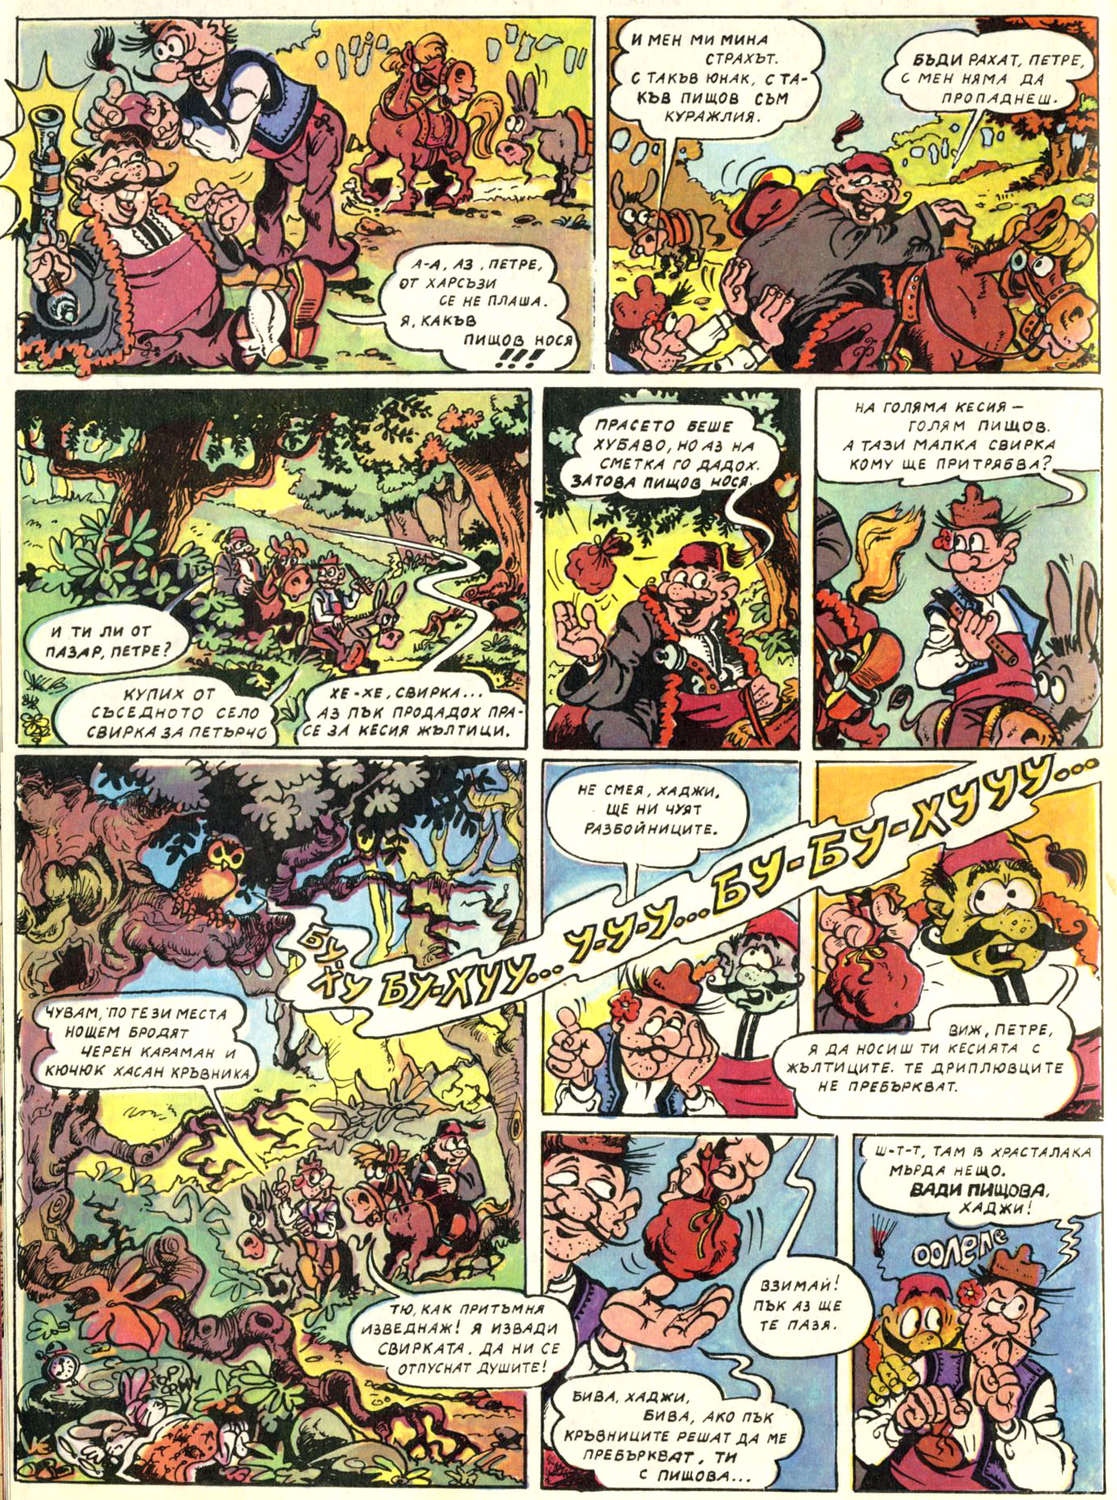 А-А, АЗ, ПЕТРЕ,
ОТ ХАРСЪЗИ
СЕ НЕ ПЛАША.
Я, КАКЪВ
ПИЩОВ НОСЯ
!!!
И МЕН МИ МИНА
СТРАХЪТ.
С ТАКЪВ ЮНАК, С ТА-
КЪВ ПИЩОВ СЪМ
КУРАЖЛИЯ.
БЪДИ РАХАТ, ПЕТРЕ,
С МЕН НЯМА ДА
ПРОПАДНЕШ.
И ТИ ЛИ ОТ
ПАЗАР, ПЕТРЕ?
КУПИХ ОТ
СЪСЕДНОТО СЕЛО
СВИРКА ЗА ПЕТЪРЧО
ХЕ-ХЕ, СВИРКА...
АЗ ПЪК ПРОДАДОХ ПРА-
СЕ ЗА КЕСИЯ ЖЪЛТИЦИ.
ПРАСЕТО БЕШЕ
ХУБАВО, НО АЗ НА
СМЕТКА ГО ДАДОХ.
ЗАТОВА ПИЩОВ НОСЯ.
НА ГОЛЯМА КЕСИЯ –
ГОЛЯМ ПИЩОВ.
А ТАЗИ МАЛКА СВИРКА
КОМУ ЩЕ ПРИТРЯБВА?
БУ-ХУ БУ-ХУУ... У-У-У... БУ-БУ-ХУУУ...
ЧУВАМ, ПО ТЕЗИ МЕСТА
НОЩЕМ БРОДЯТ
ЧЕРЕН КАРАМАН И
КЮЧЮК ХАСАН КРЪВНИКА
ТЮ, КАК ПРИТЪМНЯ
ИЗВЕДНАЖ! Я ИЗВАДИ
СВИРКАТА. ДА НИ СЕ
ОТПУСНАТ ДУШИТЕ!
НЕ СМЕЯ, ХАДЖИ,
ЩЕ НИ ЧУЯТ
РАЗБОЙНИЦИТЕ.
ВИЖ, ПЕТРЕ,
Я ДА НОСИШ ТИ КЕСИЯТА С
ЖЪЛТИЦИТЕ. ТЕ ДРИПЛЮВЦИТЕ
НЕ ПРЕБЪРКВАТ.
ВЗИМАЙ!
ПЪК АЗ ЩЕ
ТЕ ПАЗЯ.
БИВА, ХАДЖИ,
БИВА, АКО ПЪК
КРЪВНИЦИТЕ РЕШАТ ДА МЕ
ПРЕБЪРКВАТ, ТИ
С ПИЩОВА...
Ш-Т-Т, ТАМ В ХРАСТАЛАКА
МЪРДА НЕЩО.
ВАДИ ПИЩОВА,
ХАДЖИ!
ООЛЕЛЕ